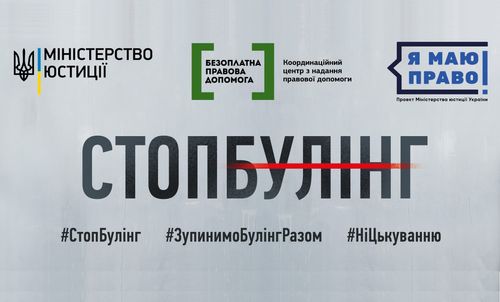 МІНІСТЕРСТВО
ЮСТИЦІЇ
БЕЗОПЛАТНА
ПРАВОВА
ДОПОМОГА
Координаційний
центр з надання
правової допомоги
Я МАЮ
ПРАВО!
Проект Міністерства юстиції України
СТОПБУЛІНГ
#СтопБулінг #ЗупинимоБулінгРазом #НіЦькуванню